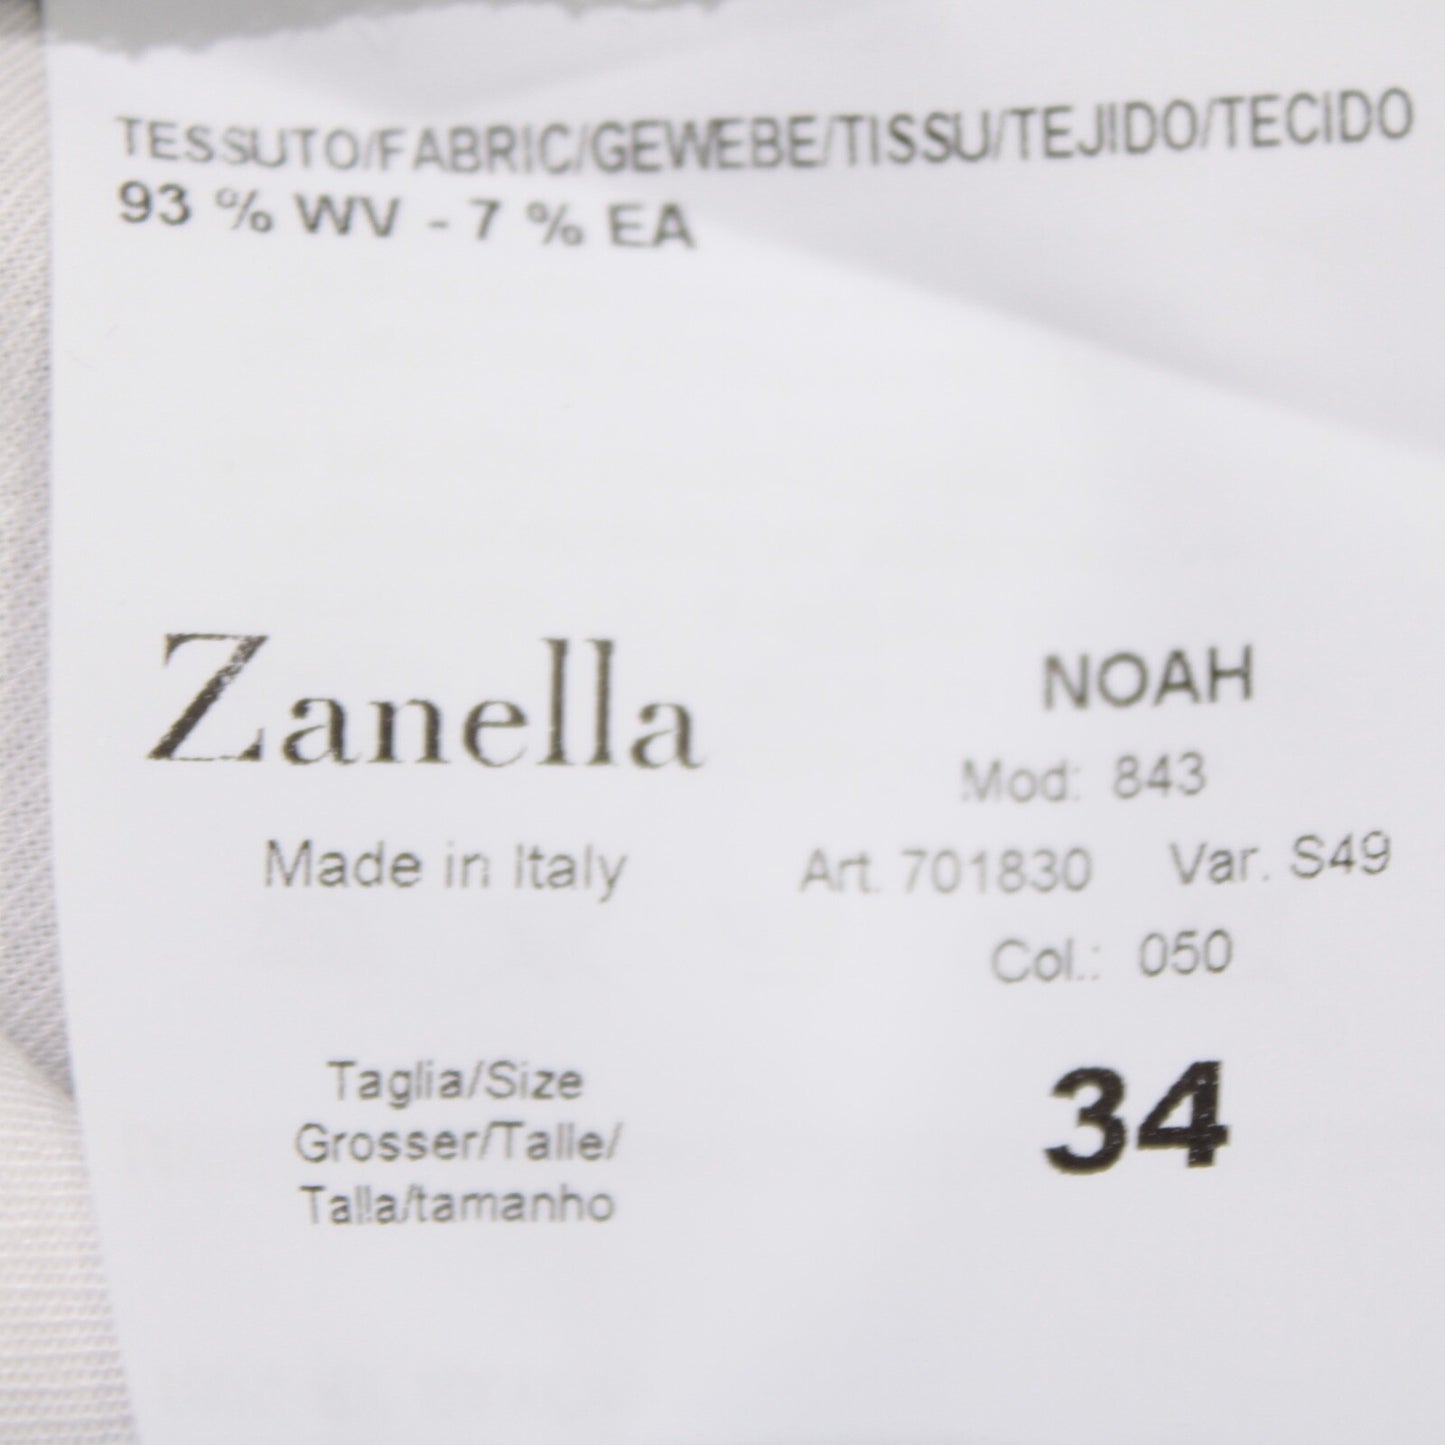 TESSUTO/FABRIC/GEWEBE/TISSU/TEJIDO/TECIDO
93 % WV - 7 % EA
Zanella
Made in Italy
NOAH
Mod: 843
Art. 701830 Var. S49
Col.: 050
Taglia/Size
Grosser/Talle/
Talla/tamanho
34